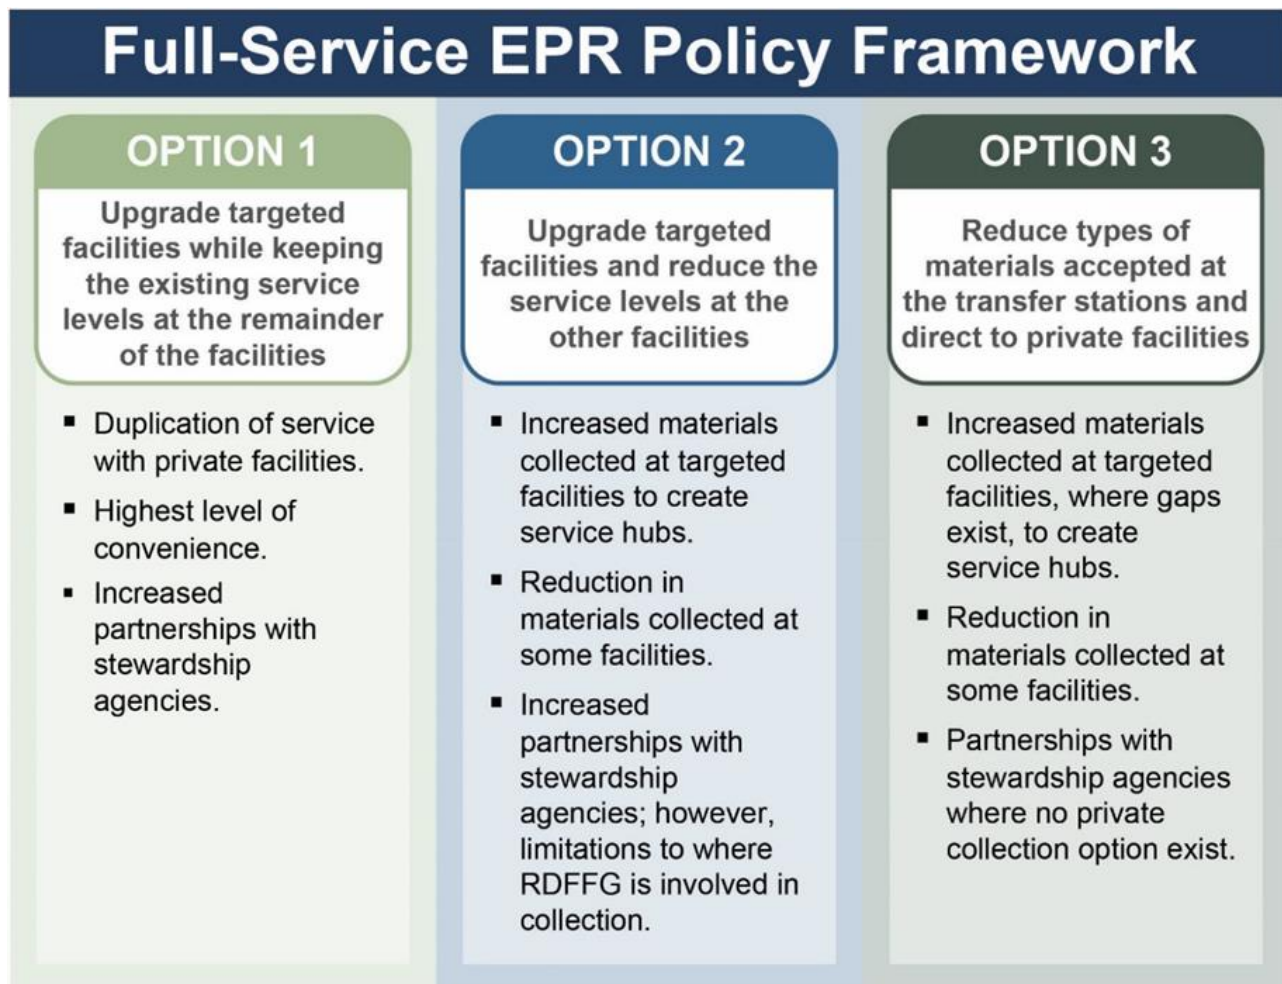 Full-Service EPR Policy Framework
OPTION 1
Upgrade targeted
facilities while keeping
the existing service
levels at the remainder
of the facilities
▪ Duplication of service
with private facilities.
▪ Highest level of
convenience.
▪ Increased
partnerships with
stewardship
agencies.
OPTION 2
Upgrade targeted
facilities and reduce the
service levels at the
other facilities
▪ Increased materials
collected at targeted
facilities to create
service hubs.
▪ Reduction in
materials collected at
some facilities.
▪ Increased
partnerships with
stewardship
agencies; however,
limitations to where
RDFFG is involved in
collection.
OPTION 3
Reduce types of
materials accepted at
the transfer stations and
direct to private facilities
▪ Increased materials
collected at targeted
facilities, where gaps
exist, to create
service hubs.
▪ Reduction in
materials collected at
some facilities.
▪ Partnerships with
stewardship agencies
where no private
collection option exist.